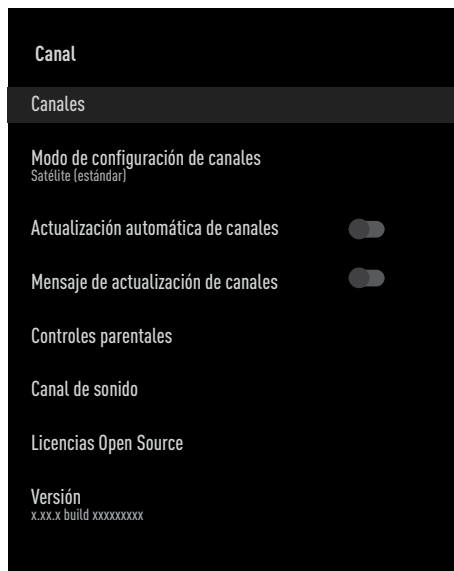 Canal
Canales
Modo de configuración de canales
Satélite (estándar)
Actualización automática de canales
Mensaje de actualización de canales
Controles parentales
Canal de sonido
Licencias Open Source
Versión
x.xx.x build xxxxxxxxx